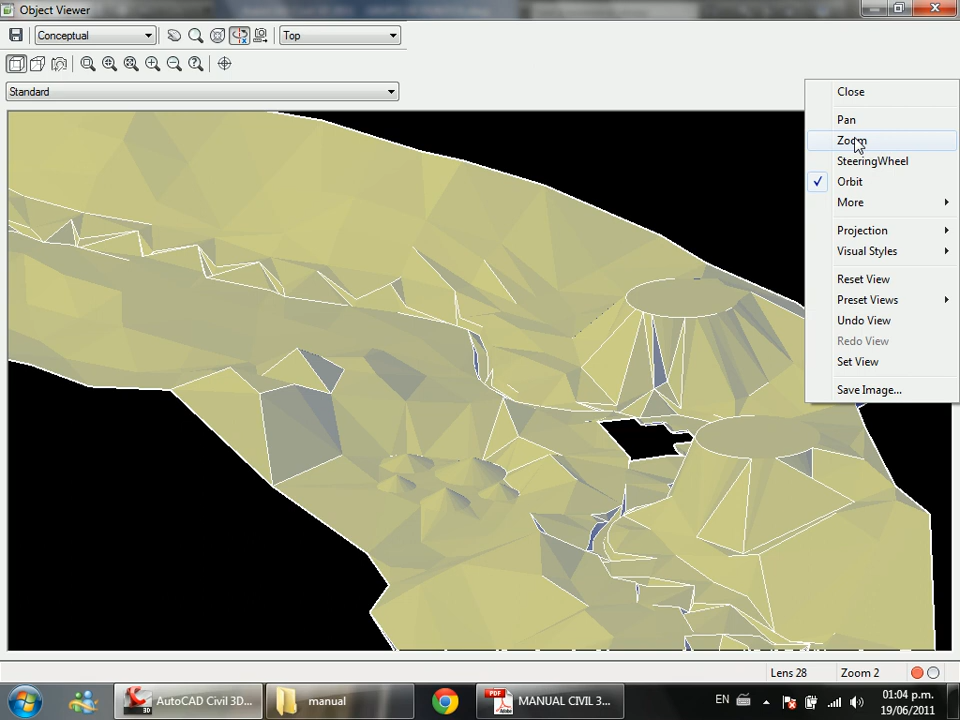 Object Viewer
Conceptual
Top
Standard
Close
Pan
Zoom
SteeringWheel
Orbit
More
Projection
Visual Styles
Reset View
Preset Views
Undo View
Redo View
Set View
Save Image...
Lens 28
Zoom 2
AutoCAD Civil 3D...
manual
PDF
MANUAL CIVIL 3...
EN
01:04 p.m.
19/06/2011